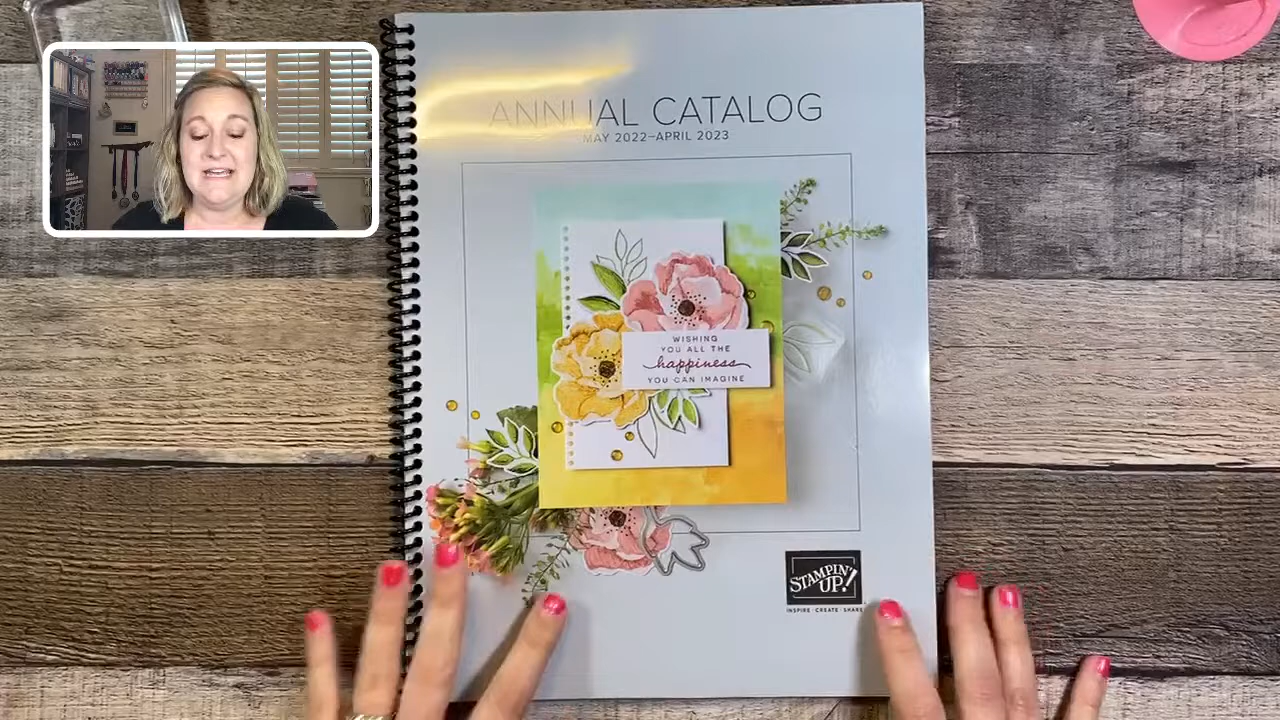 ANNUAL CATALOG
MAY 2022–APRIL 2023
WISHING
YOU ALL THE
happiness
YOU CAN IMAGINE
STAMPIN'
UP!
INSPIRE · CREATE · SHARE